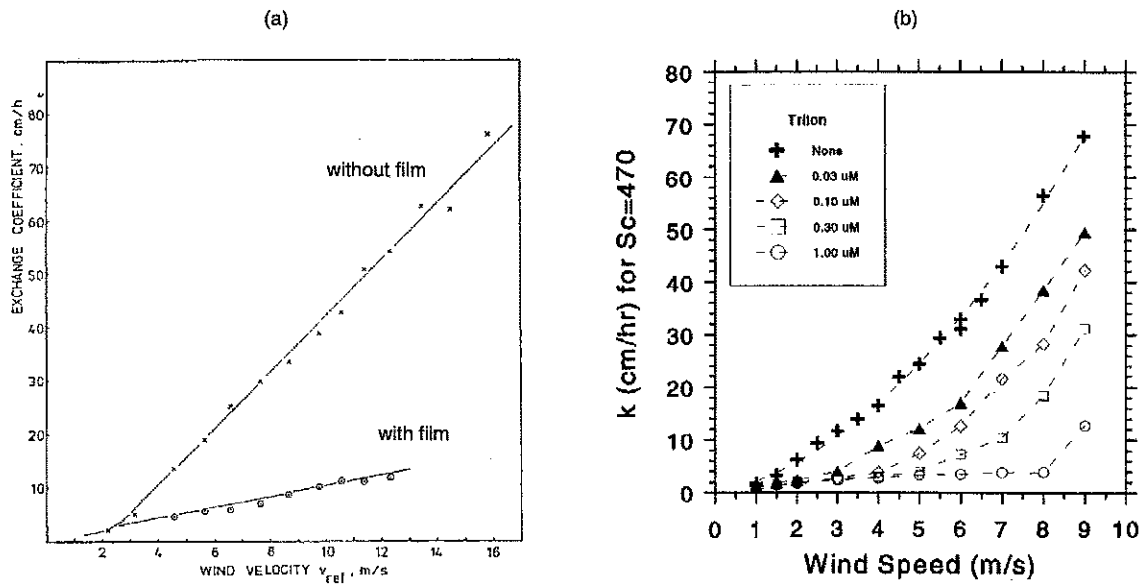 (a)
EXCHANGE COEFFICIENT, cm/h
80
70
60
50
40
30
20
10
without film
with film
2 4 6 8 10 12 14 16
WIND VELOCITY vref, m/s
(b)
k (cm/hr) for Sc=470
80
70
60
50
40
30
20
10
0
Triton
None
0.03 uM
0.10 uM
0.30 uM
1.00 uM
0 1 2 3 4 5 6 7 8 9 10
Wind Speed (m/s)